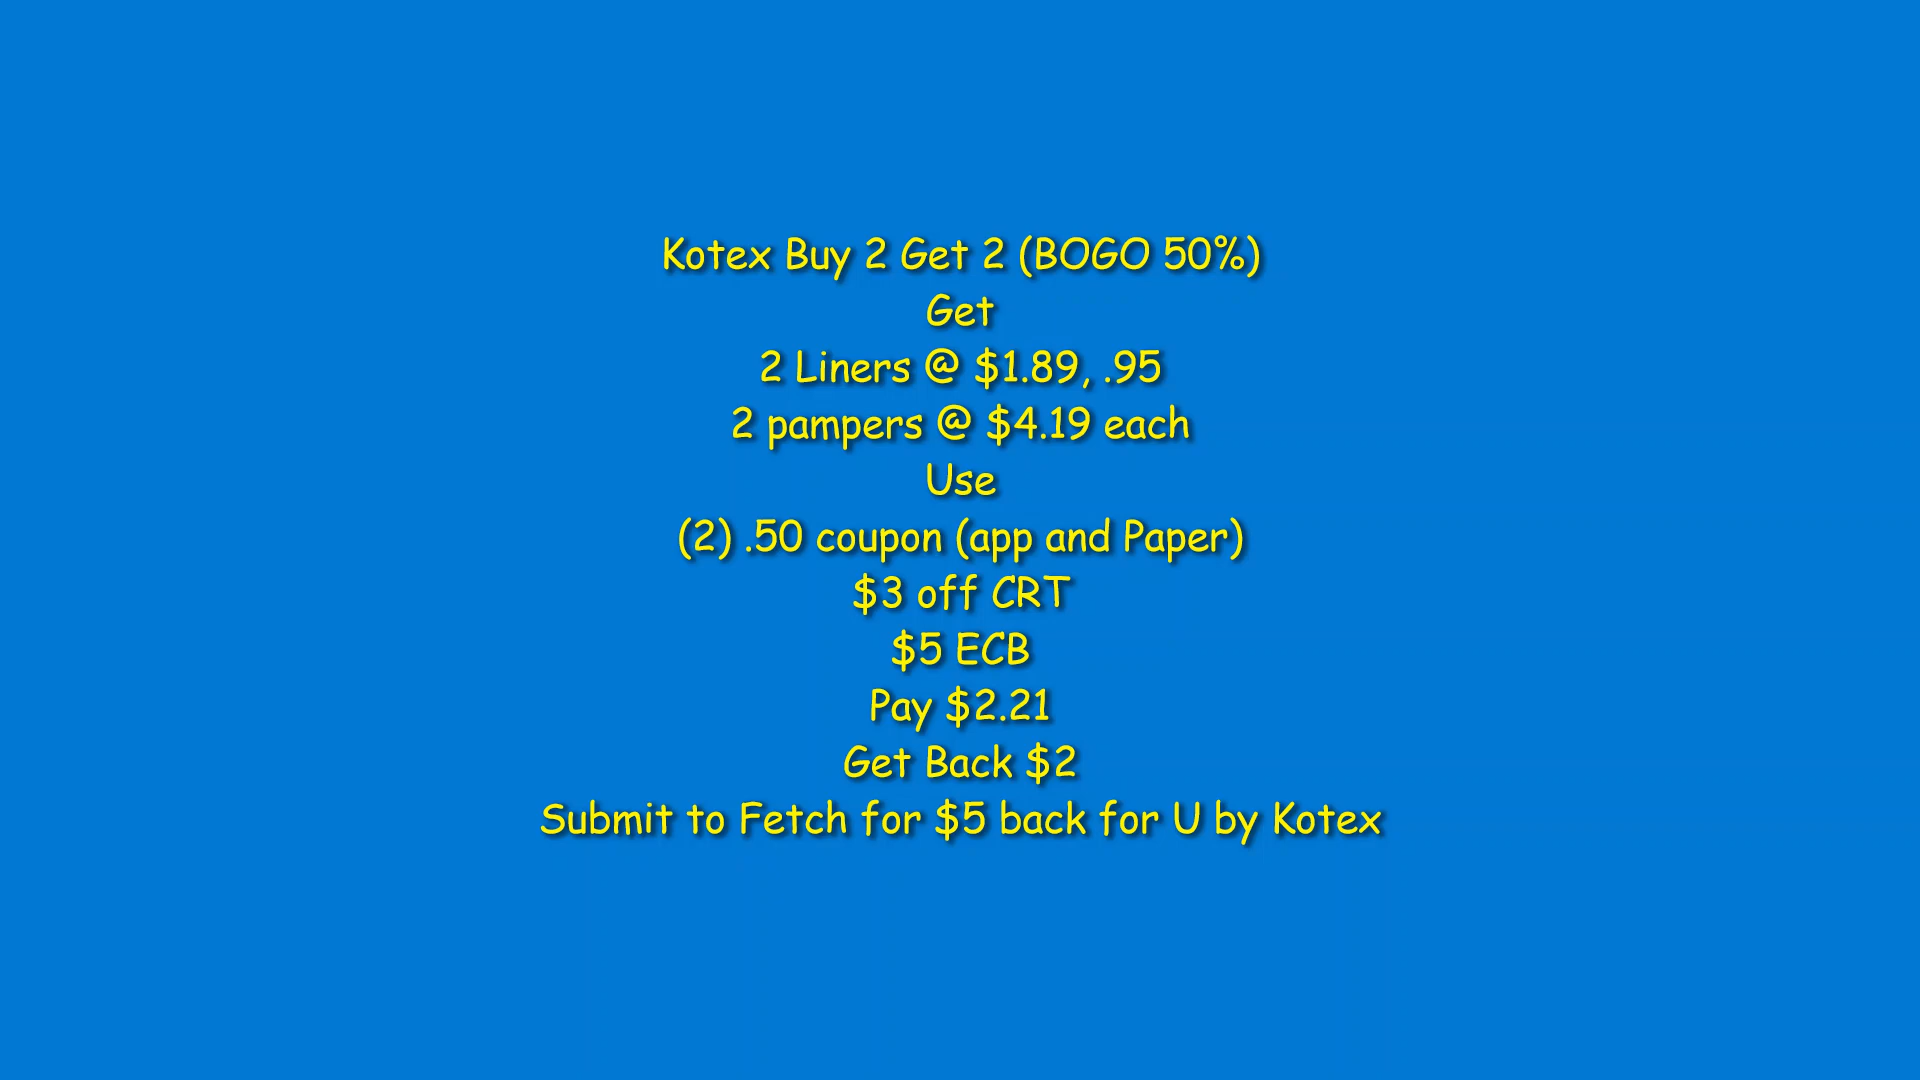 Kotex Buy 2 Get 2 (BOGO 50%)
Get
2 Liners @ $1.89, .95
2 pampers @ $4.19 each
Use
(2) .50 coupon (app and Paper)
$3 off CRT
$5 ECB
Pay $2.21
Get Back $2
Submit to Fetch for $5 back for U by Kotex